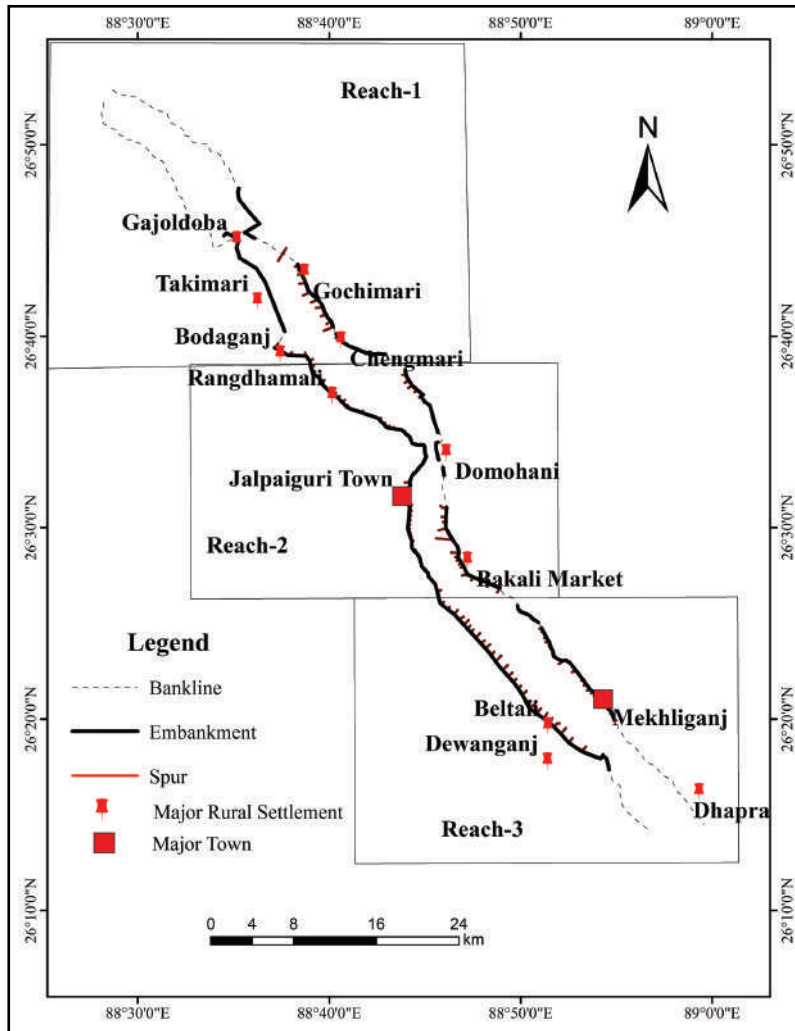 88°30'0"E 88°40'0"E 88°50'0"E 89°0'0"E
Reach-1
N
26°50'0"N 26°50'0"N
Gajoldoba
Takimari
Gochimari
Bodaganj
26°40'0"N 26°40'0"N
Chengmari
Rangdhamali
Domohani
Jalpaiguri Town
26°30'0"N 26°30'0"N
Reach-2
Bakali Market
Legend
Bankline
Embankment
Spur
Major Rural Settlement
Major Town
Beltali
Mekhliganj
26°20'0"N 26°20'0"N
Dewanganj
Dhapra
Reach-3
26°10'0"N 26°10'0"N
0 4 8 16 24
km
88°30'0"E 88°40'0"E 88°50'0"E 89°0'0"E